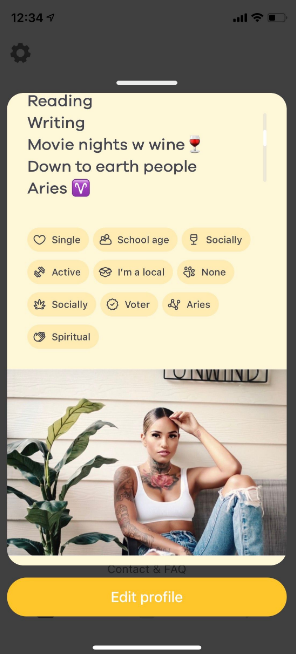 12:34
Reading
Writing
Movie nights w wine🍷
Down to earth people
Aries ♈
Single School age Socially
Active I'm a local None
Socially Voter Aries
Spiritual
UNWIND
Contact & FAQ
Edit profile